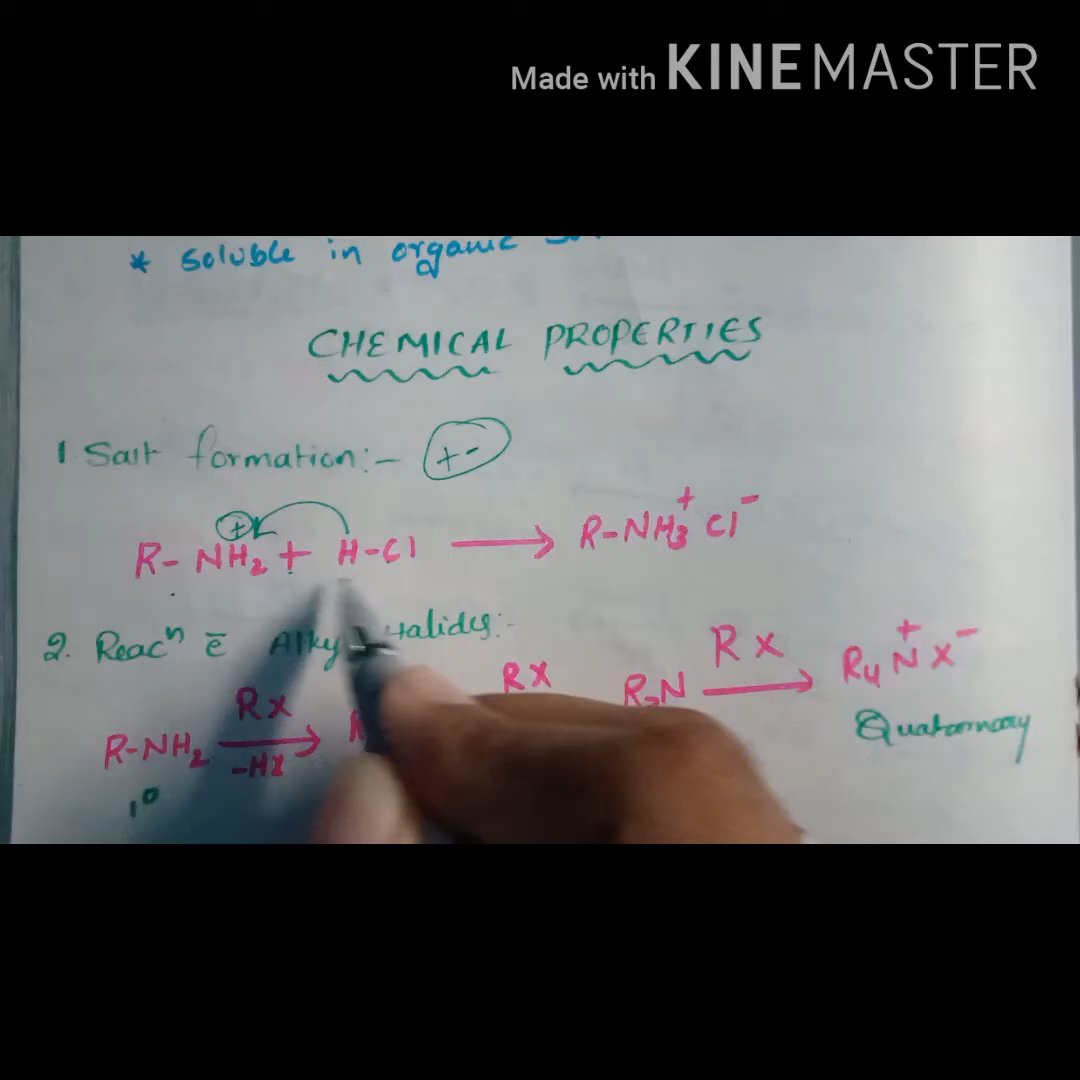 Made with KINEMASTER
* soluble in organic
CHEMICAL PROPERTIES
1 Salt formation:- (+-)
R-NH₂ + H-Cl ⟶ R-NH₃⁺ Cl⁻
2. Reacⁿ c̄ Alkyl Halides:-
R-NH₂ RX -HX ⟶ R RX R₃N RX ⟶ R₄N⁺X⁻
1° Quaternary